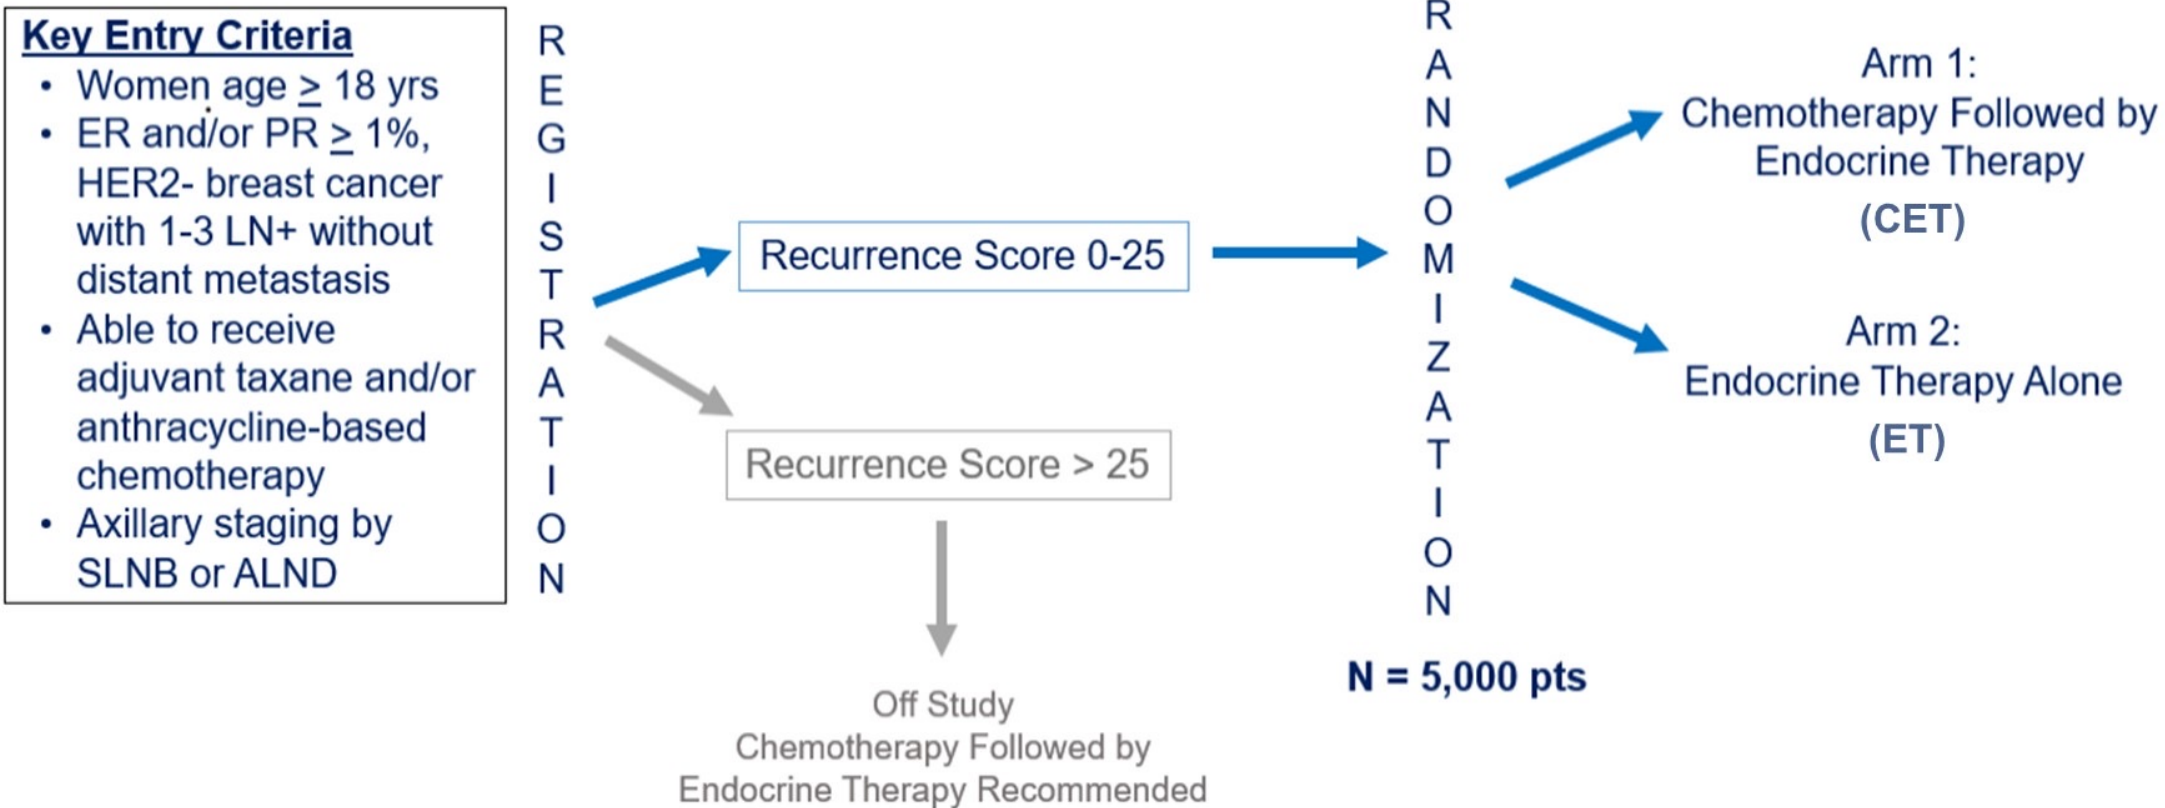 Key Entry Criteria
• Women age ≥ 18 yrs
• ER and/or PR ≥ 1%,
HER2- breast cancer
with 1-3 LN+ without
distant metastasis
• Able to receive
adjuvant taxane and/or
anthracycline-based
chemotherapy
• Axillary staging by
SLNB or ALND
REGISTRATION
Recurrence Score 0-25
Recurrence Score > 25
Off Study
Chemotherapy Followed by
Endocrine Therapy Recommended
RANDOMIZATION
N = 5,000 pts
Arm 1:
Chemotherapy Followed by
Endocrine Therapy
(CET)
Arm 2:
Endocrine Therapy Alone
(ET)